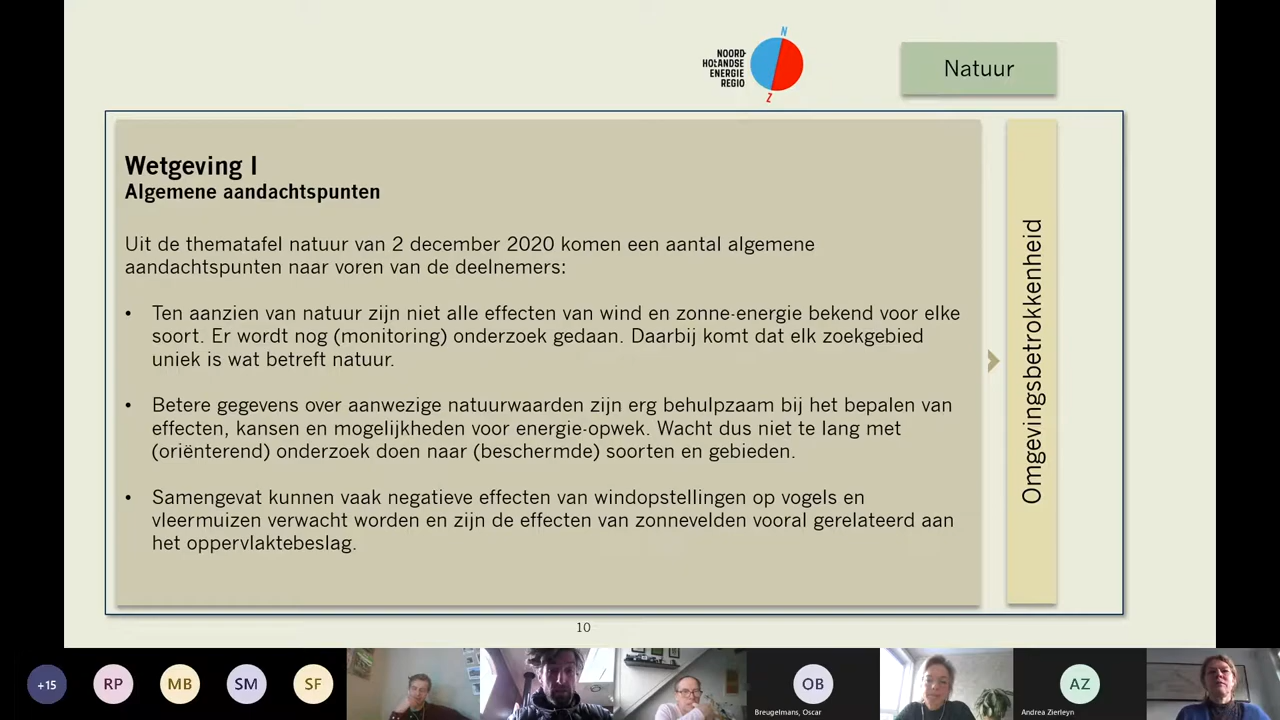 N
NOORD-
HOLLANDSE
ENERGIE
REGIO
Z
Natuur
Wetgeving I
Algemene aandachtspunten
Uit de thematafel natuur van 2 december 2020 komen een aantal algemene
aandachtspunten naar voren van de deelnemers:
• Ten aanzien van natuur zijn niet alle effecten van wind en zonne-energie bekend voor elke
soort. Er wordt nog (monitoring) onderzoek gedaan. Daarbij komt dat elk zoekgebied
uniek is wat betreft natuur.
• Betere gegevens over aanwezige natuurwaarden zijn erg behulpzaam bij het bepalen van
effecten, kansen en mogelijkheden voor energie-opwek. Wacht dus niet te lang met
(oriënterend) onderzoek doen naar (beschermde) soorten en gebieden.
• Samengevat kunnen vaak negatieve effecten van windopstellingen op vogels en
vleermuizen verwacht worden en zijn de effecten van zonnevelden vooral gerelateerd aan
het oppervlaktebeslag.
Omgevingsbetrokkenheid
10
+15
RP
MB
SM
SF
OB
Breugelmans, Oscar
AZ
Andrea Zierleyn